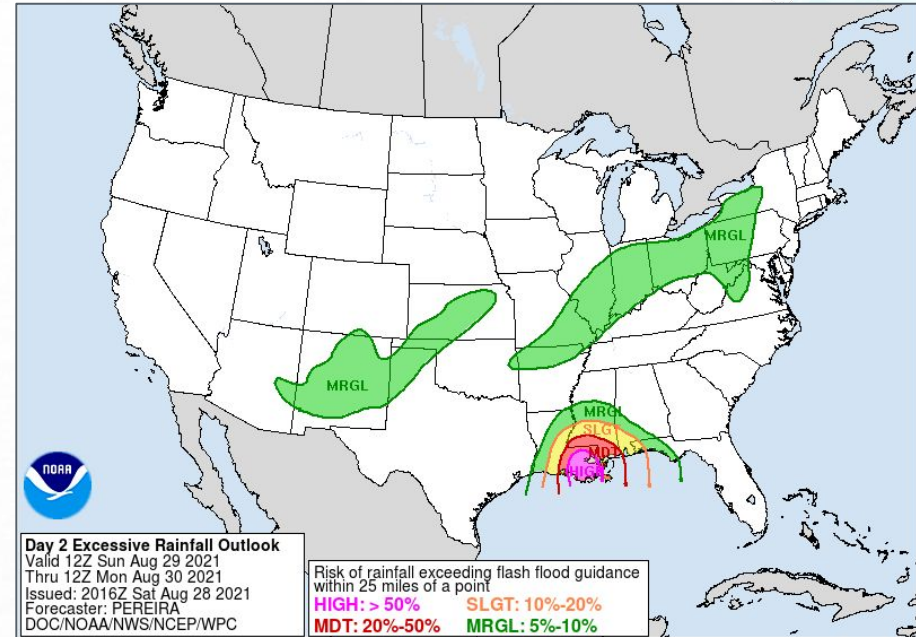 MRGL
MRGL
MRGL
SLGT
MDT
HIGH
NOAA
Day 2 Excessive Rainfall Outlook
Valid 12Z Sun Aug 29 2021
Thru 12Z Mon Aug 30 2021
Issued: 2016Z Sat Aug 28 2021
Forecaster: PEREIRA
DOC/NOAA/NWS/NCEP/WPC
Risk of rainfall exceeding flash flood guidance
within 25 miles of a point
HIGH: > 50% SLGT: 10%-20%
MDT: 20%-50% MRGL: 5%-10%